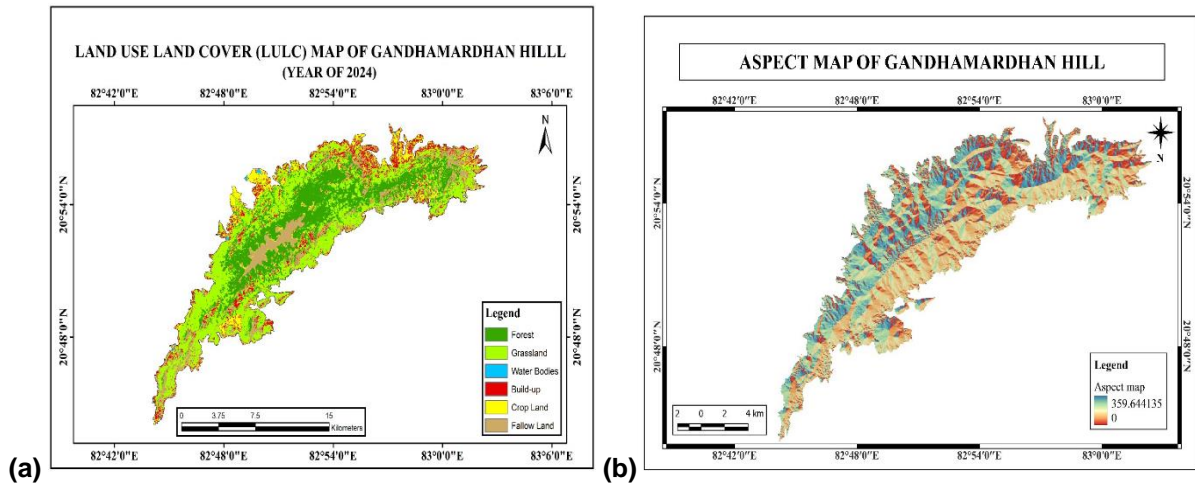 LAND USE LAND COVER (LULC) MAP OF GANDHAMARDHAN HILLL
(YEAR OF 2024)
82°42'0"E 82°48'0"E 82°54'0"E 83°0'0"E 83°6'0"E
N
20°54'0"N 20°54'0"N
20°48'0"N 20°48'0"N
Legend
Forest
Grassland
Water Bodies
Build-up
Crop Land
Fallow Land
0 3.75 7.5 15
Kilometers
82°42'0"E 82°48'0"E 82°54'0"E 83°0'0"E 83°6'0"E
(a)
ASPECT MAP OF GANDHAMARDHAN HILL
82°42'0"E 82°48'0"E 82°54'0"E 83°0'0"E
N
20°54'0"N 20°54'0"N
20°48'0"N 20°48'0"N
Legend
Aspect map
359.644135
0
2 0 2 4 km
82°42'0"E 82°48'0"E 82°54'0"E 83°0'0"E
(b)